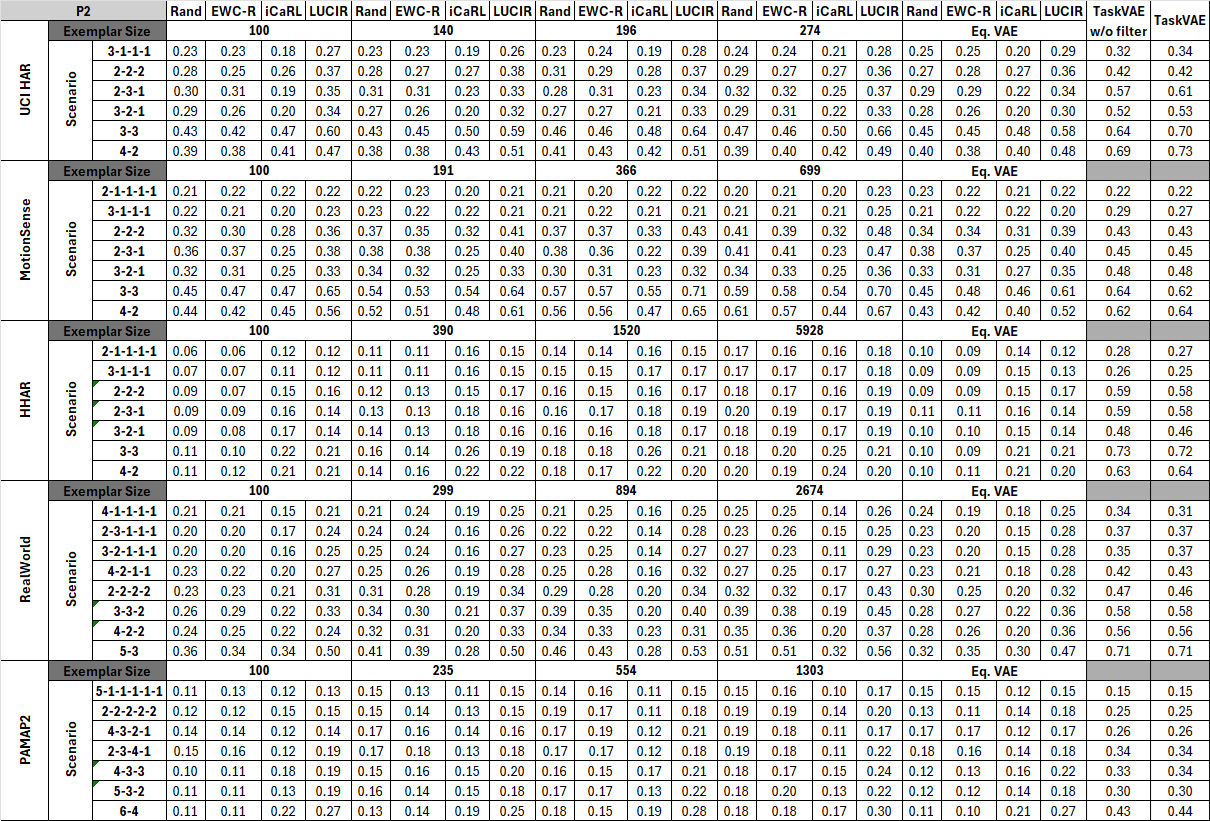 P2 Rand EWC-R iCaRL LUCIR Rand EWC-R iCaRL LUCIR Rand EWC-R iCaRL LUCIR Rand EWC-R iCaRL LUCIR Rand EWC-R iCaRL LUCIR TaskVAE w/o filter TaskVAE
UCI HAR
Exemplar Size 100 140 196 274 Eq. VAE
Scenario
3-1-1-1 0.23 0.23 0.18 0.27 0.23 0.23 0.19 0.26 0.23 0.24 0.19 0.28 0.24 0.24 0.21 0.28 0.25 0.25 0.20 0.29 0.32 0.34
2-2-2 0.28 0.25 0.26 0.37 0.28 0.27 0.27 0.38 0.31 0.29 0.28 0.37 0.29 0.27 0.27 0.36 0.27 0.28 0.27 0.36 0.42 0.42
2-3-1 0.30 0.31 0.19 0.35 0.31 0.31 0.23 0.33 0.28 0.31 0.23 0.34 0.32 0.32 0.25 0.37 0.29 0.29 0.22 0.34 0.57 0.61
3-2-1 0.29 0.26 0.20 0.34 0.27 0.26 0.20 0.32 0.27 0.27 0.21 0.33 0.29 0.31 0.22 0.33 0.28 0.26 0.20 0.30 0.52 0.53
3-3 0.43 0.42 0.47 0.60 0.43 0.45 0.50 0.59 0.46 0.46 0.48 0.64 0.47 0.46 0.50 0.66 0.45 0.45 0.48 0.58 0.64 0.70
4-2 0.39 0.38 0.41 0.47 0.38 0.38 0.43 0.51 0.41 0.43 0.42 0.51 0.39 0.40 0.42 0.49 0.40 0.38 0.40 0.48 0.69 0.73
MotionSense
Exemplar Size 100 191 366 699 Eq. VAE
Scenario
2-1-1-1-1 0.21 0.22 0.22 0.22 0.22 0.23 0.20 0.21 0.21 0.20 0.22 0.22 0.20 0.21 0.20 0.23 0.23 0.22 0.21 0.21 0.22 0.22
3-1-1-1 0.22 0.21 0.20 0.23 0.23 0.22 0.22 0.21 0.21 0.22 0.21 0.21 0.21 0.21 0.21 0.25 0.21 0.22 0.22 0.20 0.29 0.27
2-2-2 0.32 0.30 0.28 0.36 0.37 0.35 0.32 0.41 0.37 0.37 0.33 0.43 0.41 0.39 0.32 0.48 0.34 0.34 0.31 0.39 0.43 0.43
2-3-1 0.36 0.37 0.25 0.38 0.38 0.38 0.25 0.40 0.38 0.36 0.22 0.39 0.41 0.41 0.23 0.47 0.38 0.37 0.25 0.40 0.45 0.45
3-2-1 0.32 0.31 0.25 0.33 0.34 0.32 0.25 0.33 0.30 0.31 0.23 0.32 0.34 0.33 0.25 0.36 0.33 0.31 0.27 0.35 0.48 0.48
3-3 0.45 0.47 0.47 0.65 0.54 0.53 0.54 0.64 0.57 0.57 0.55 0.71 0.59 0.58 0.54 0.70 0.45 0.48 0.46 0.61 0.64 0.62
4-2 0.44 0.42 0.45 0.56 0.52 0.51 0.48 0.61 0.56 0.56 0.47 0.65 0.61 0.57 0.44 0.67 0.43 0.42 0.40 0.52 0.62 0.64
HHAR
Exemplar Size 100 390 1520 5928 Eq. VAE
Scenario
2-1-1-1-1 0.06 0.06 0.12 0.12 0.11 0.11 0.16 0.15 0.14 0.14 0.16 0.15 0.17 0.16 0.16 0.18 0.10 0.09 0.14 0.12 0.28 0.27
3-1-1-1 0.07 0.07 0.11 0.12 0.11 0.11 0.16 0.15 0.15 0.15 0.17 0.17 0.17 0.17 0.17 0.18 0.09 0.09 0.15 0.13 0.26 0.25
2-2-2 0.09 0.07 0.15 0.16 0.12 0.13 0.15 0.17 0.16 0.15 0.16 0.17 0.18 0.17 0.16 0.19 0.09 0.09 0.15 0.17 0.59 0.58
2-3-1 0.09 0.09 0.16 0.14 0.13 0.13 0.18 0.16 0.16 0.17 0.18 0.19 0.20 0.19 0.17 0.19 0.11 0.11 0.16 0.14 0.59 0.58
3-2-1 0.09 0.08 0.17 0.14 0.14 0.13 0.18 0.16 0.16 0.16 0.18 0.17 0.18 0.19 0.17 0.19 0.10 0.10 0.15 0.14 0.48 0.46
3-3 0.11 0.10 0.22 0.21 0.16 0.14 0.26 0.19 0.18 0.18 0.26 0.21 0.18 0.20 0.25 0.21 0.10 0.09 0.21 0.21 0.73 0.72
4-2 0.11 0.12 0.21 0.21 0.14 0.16 0.22 0.22 0.18 0.17 0.22 0.20 0.20 0.19 0.24 0.20 0.10 0.11 0.21 0.20 0.63 0.64
RealWorld
Exemplar Size 100 299 894 2674 Eq. VAE
Scenario
4-1-1-1-1 0.21 0.21 0.15 0.21 0.21 0.24 0.19 0.25 0.21 0.25 0.16 0.25 0.25 0.25 0.14 0.26 0.24 0.19 0.18 0.25 0.34 0.31
2-3-1-1-1 0.20 0.20 0.17 0.24 0.24 0.24 0.16 0.26 0.22 0.22 0.14 0.28 0.23 0.26 0.15 0.25 0.23 0.20 0.15 0.28 0.37 0.37
3-2-1-1-1 0.20 0.20 0.16 0.25 0.25 0.24 0.16 0.27 0.23 0.25 0.14 0.27 0.27 0.23 0.11 0.29 0.23 0.20 0.15 0.28 0.35 0.37
4-2-1-1 0.23 0.22 0.20 0.27 0.25 0.26 0.19 0.28 0.25 0.28 0.16 0.32 0.27 0.25 0.17 0.27 0.23 0.21 0.18 0.28 0.42 0.43
2-2-2-2 0.23 0.23 0.21 0.31 0.31 0.28 0.19 0.34 0.29 0.28 0.20 0.34 0.32 0.32 0.17 0.43 0.30 0.25 0.20 0.32 0.47 0.46
3-3-2 0.26 0.29 0.22 0.33 0.34 0.30 0.21 0.37 0.39 0.35 0.20 0.40 0.39 0.38 0.19 0.45 0.28 0.27 0.22 0.36 0.58 0.58
4-2-2 0.24 0.25 0.22 0.24 0.32 0.31 0.20 0.33 0.34 0.33 0.23 0.31 0.35 0.36 0.20 0.37 0.28 0.26 0.20 0.36 0.56 0.56
5-3 0.36 0.34 0.34 0.50 0.41 0.39 0.28 0.50 0.46 0.43 0.28 0.53 0.51 0.51 0.32 0.56 0.32 0.35 0.30 0.47 0.71 0.71
PAMAP2
Exemplar Size 100 235 554 1303 Eq. VAE
Scenario
5-1-1-1-1-1 0.11 0.13 0.12 0.13 0.15 0.13 0.11 0.15 0.14 0.16 0.11 0.15 0.15 0.16 0.10 0.17 0.15 0.15 0.12 0.15 0.15 0.15
2-2-2-2-2 0.12 0.12 0.15 0.15 0.15 0.14 0.13 0.15 0.19 0.17 0.11 0.18 0.19 0.19 0.14 0.20 0.13 0.11 0.14 0.18 0.25 0.25
4-3-2-1 0.14 0.14 0.12 0.14 0.17 0.16 0.14 0.16 0.17 0.19 0.12 0.21 0.19 0.18 0.11 0.17 0.17 0.17 0.12 0.17 0.26 0.26
2-3-4-1 0.15 0.16 0.12 0.19 0.17 0.18 0.13 0.18 0.17 0.17 0.12 0.18 0.19 0.18 0.11 0.22 0.18 0.16 0.14 0.18 0.34 0.34
4-3-3 0.10 0.11 0.18 0.19 0.15 0.16 0.15 0.20 0.16 0.15 0.17 0.21 0.18 0.17 0.15 0.24 0.12 0.13 0.16 0.22 0.33 0.34
5-3-2 0.11 0.11 0.13 0.19 0.16 0.14 0.15 0.18 0.17 0.17 0.13 0.22 0.18 0.20 0.13 0.22 0.12 0.12 0.14 0.18 0.30 0.30
6-4 0.11 0.11 0.22 0.27 0.13 0.14 0.19 0.25 0.18 0.15 0.19 0.28 0.18 0.18 0.17 0.30 0.11 0.10 0.21 0.27 0.43 0.44